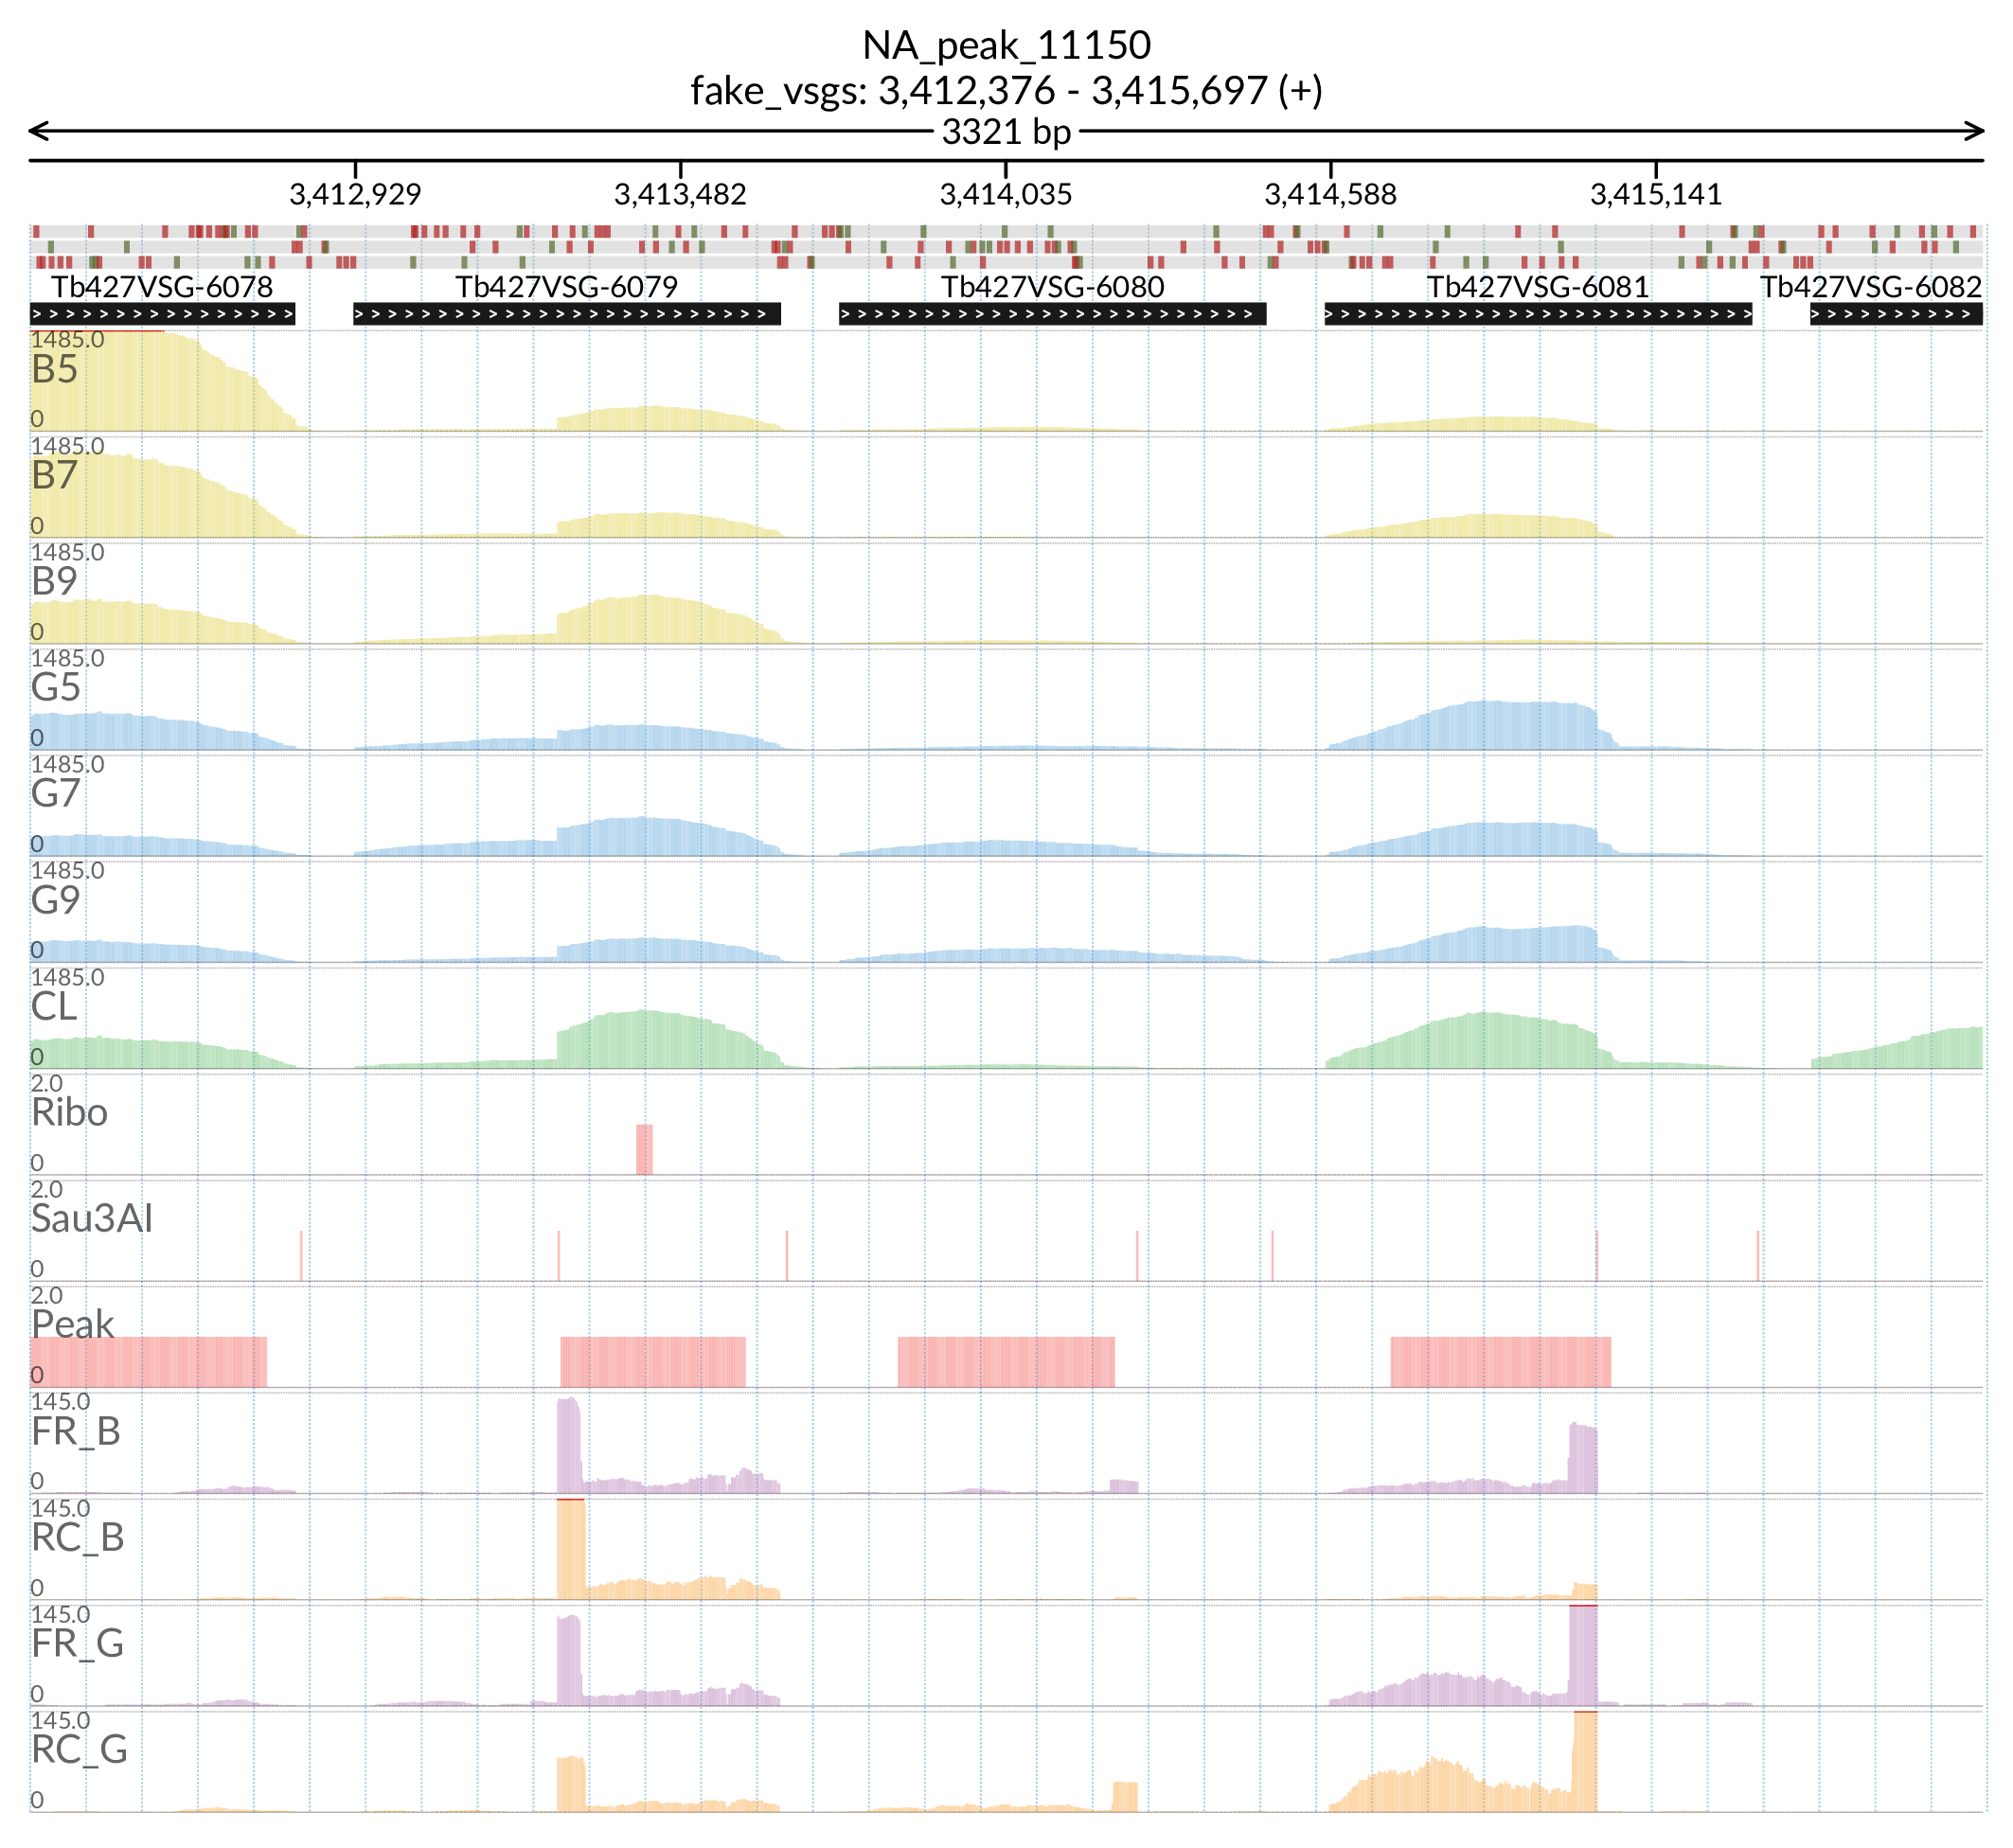 NA_peak_11150
fake_vsgs: 3,412,376 - 3,415,697 (+)
3321 bp
3,412,929 3,413,482 3,414,035 3,414,588 3,415,141
Tb427VSG-6078 Tb427VSG-6079 Tb427VSG-6080 Tb427VSG-6081 Tb427VSG-6082
1485.0
B5
0
1485.0
B7
0
1485.0
B9
0
1485.0
G5
0
1485.0
G7
0
1485.0
G9
0
1485.0
CL
0
2.0
Ribo
0
2.0
Sau3AI
0
2.0
Peak
0
145.0
FR_B
0
145.0
RC_B
0
145.0
FR_G
0
145.0
RC_G
0